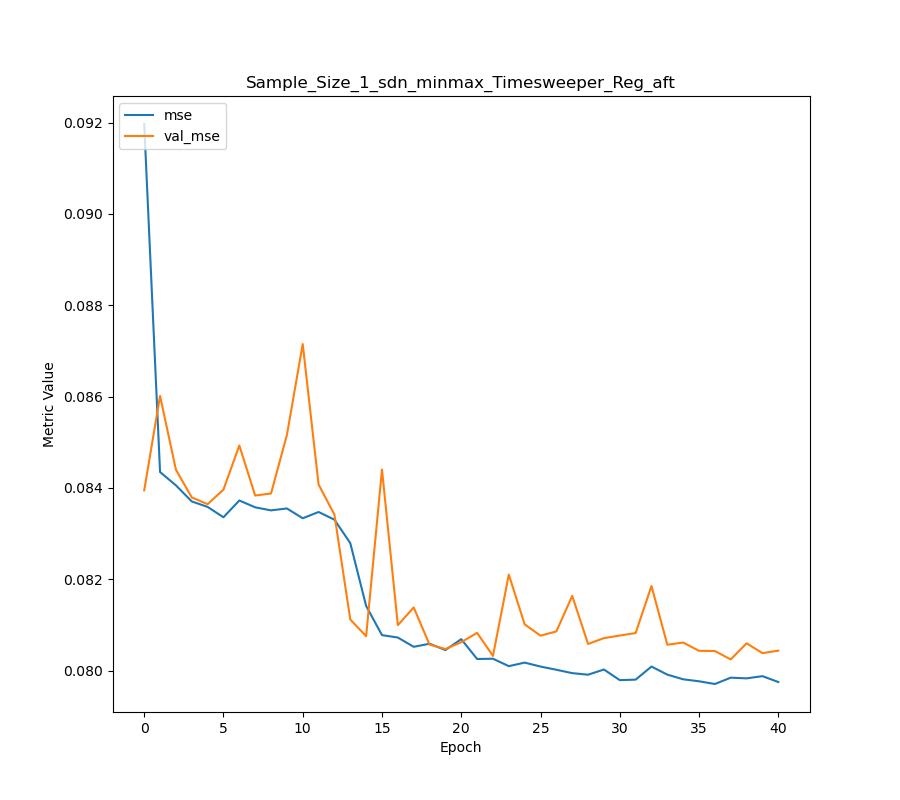 Sample_Size_1_sdn_minmax_Timesweeper_Reg_aft
mse
val_mse
0.092
0.090
0.088
0.086
0.084
0.082
0.080
Metric Value
0 5 10 15 20 25 30 35 40
Epoch